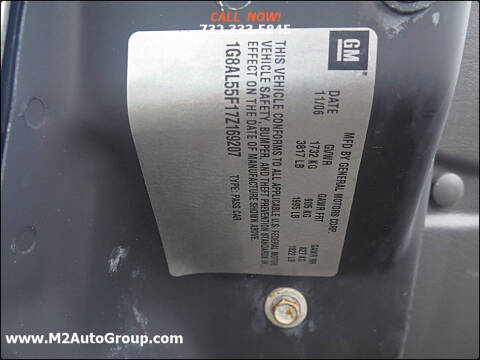 CALL NOW!
732 333 5845
GM
DATE
11/06
MFD BY GENERAL MOTORS CORP.
GVWR
1732 KG
3817 LB
GAWR FRT
905 KG
1995 LB
GAWR RR
827 KG
1822 LB
THIS VEHICLE CONFORMS TO ALL APPLICABLE U.S. FEDERAL MOTOR
VEHICLE SAFETY, BUMPER, AND THEFT PREVENTION STANDARDS IN
EFFECT ON THE DATE OF MANUFACTURE SHOWN ABOVE.
1G8AL55F17Z169207
TYPE: PASS CAR
www.M2AutoGroup.com